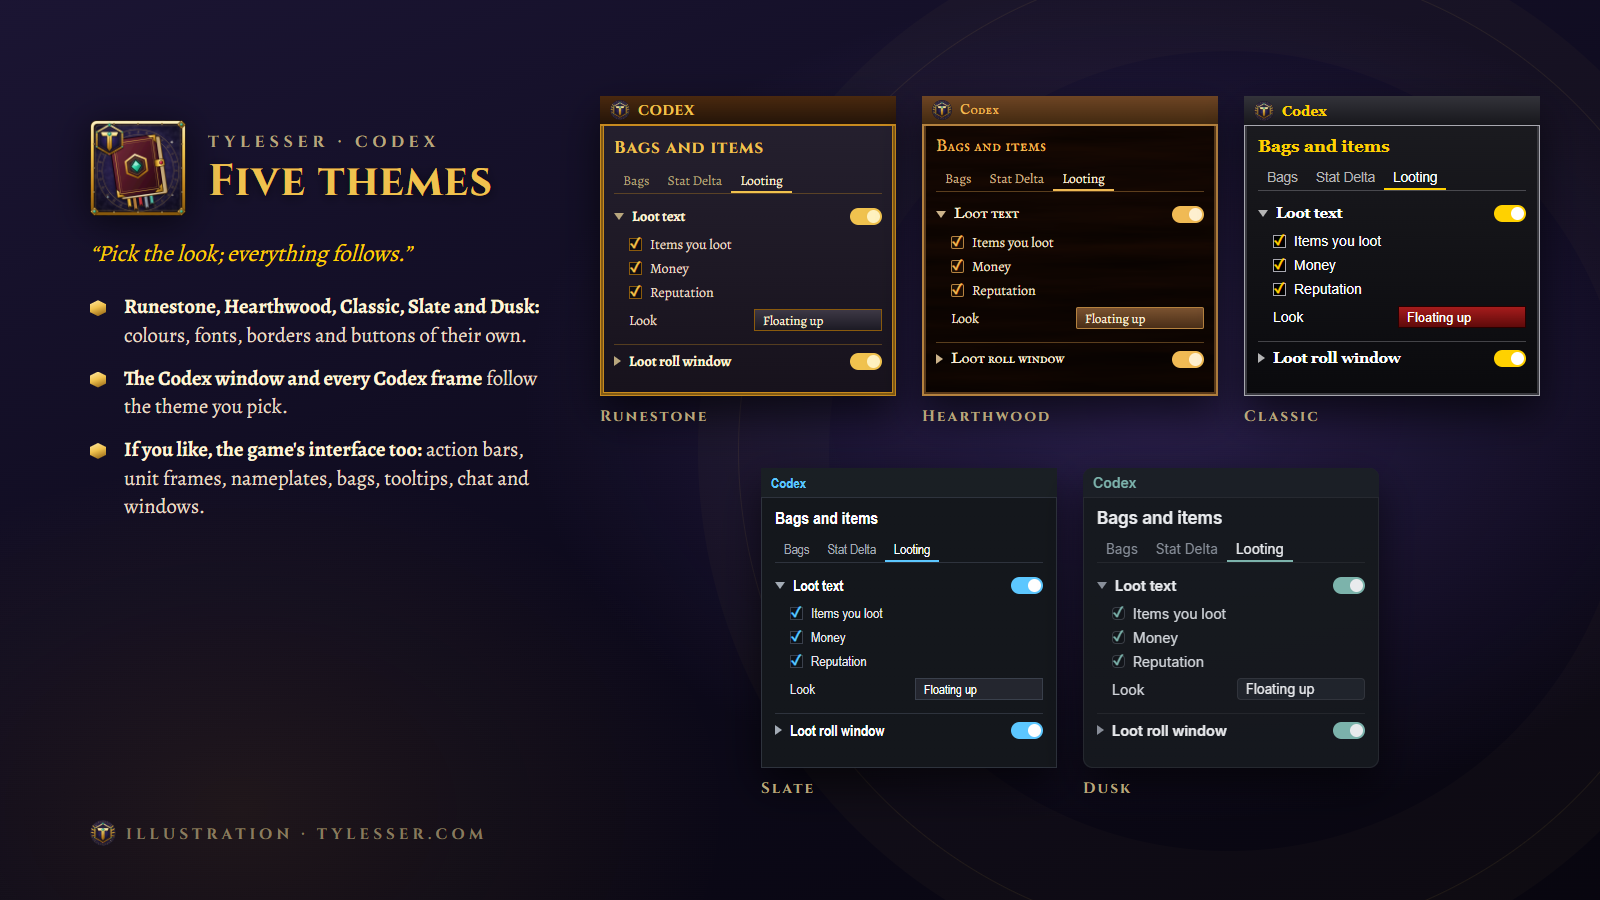 TYLESSER · CODEX
FIVE THEMES
“Pick the look; everything follows.”
Runestone, Hearthwood, Classic, Slate and Dusk:
colours, fonts, borders and buttons of their own.
The Codex window and every Codex frame follow
the theme you pick.
If you like, the game's interface too: action bars,
unit frames, nameplates, bags, tooltips, chat and
windows.
ILLUSTRATION · TYLESSER.COM
CODEX
BAGS AND ITEMS
Bags Stat Delta Looting
Loot text
Items you loot
Money
Reputation
Look Floating up
Loot roll window
RUNESTONE
Codex
Bags and items
Bags Stat Delta Looting
Loot text
Items you loot
Money
Reputation
Look Floating up
Loot roll window
HEARTHWOOD
Codex
Bags and items
Bags Stat Delta Looting
Loot text
Items you loot
Money
Reputation
Look Floating up
Loot roll window
CLASSIC
Codex
Bags and items
Bags Stat Delta Looting
Loot text
Items you loot
Money
Reputation
Look Floating up
Loot roll window
SLATE
Codex
Bags and items
Bags Stat Delta Looting
Loot text
Items you loot
Money
Reputation
Look Floating up
Loot roll window
DUSK